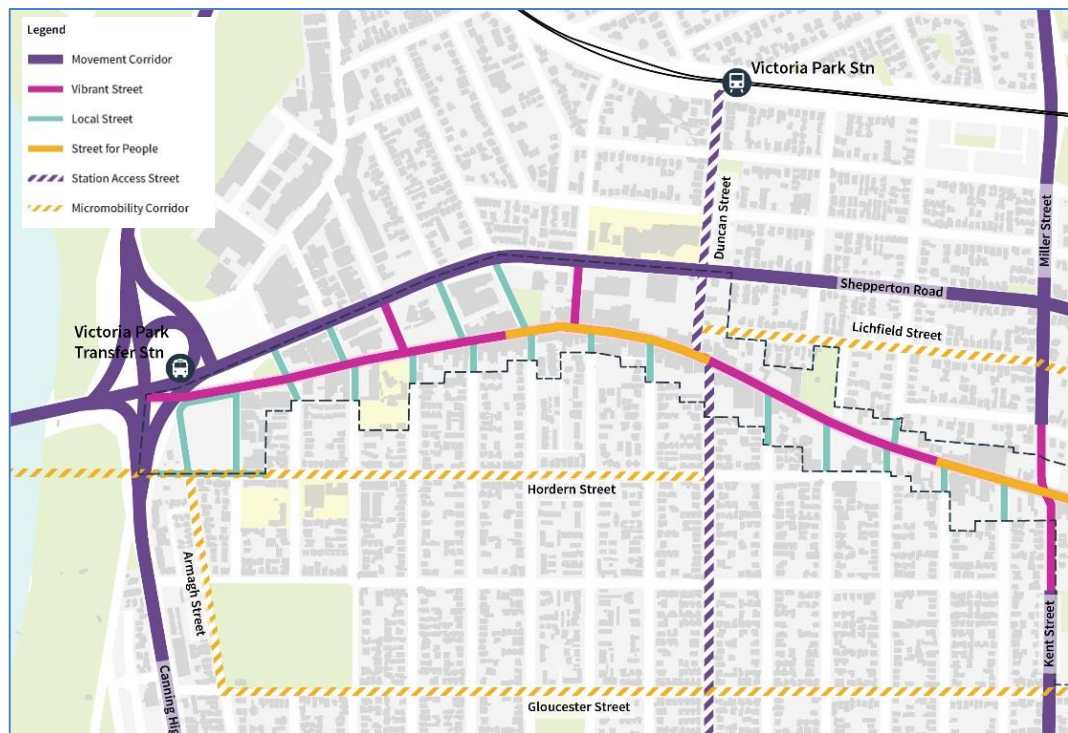 Legend
Movement Corridor
Vibrant Street
Local Street
Street for People
Station Access Street
Micromobility Corridor
Victoria Park Stn
Duncan Street
Miller Street
Shepperton Road
Lichfield Street
Victoria Park
Transfer Stn
Hordern Street
Armagh Street
Canning Hig
Kent Street
Gloucester Street